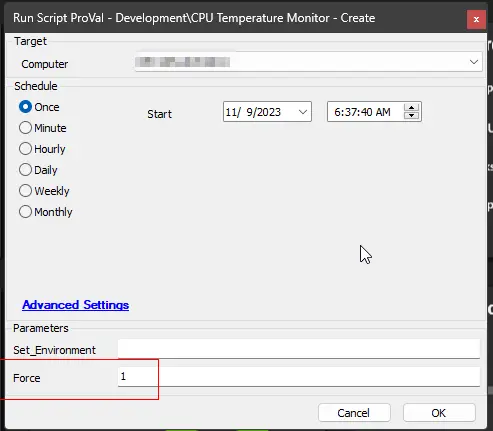 Run Script ProVal - Development\CPU Temperature Monitor - Create
x
Target
Computer
Schedule
Once
Start
11/ 9/2023
6:37:40 AM
Minute
Hourly
Daily
Weekly
Monthly
Advanced Settings
Parameters
Set_Environment
Force
1
Cancel
OK